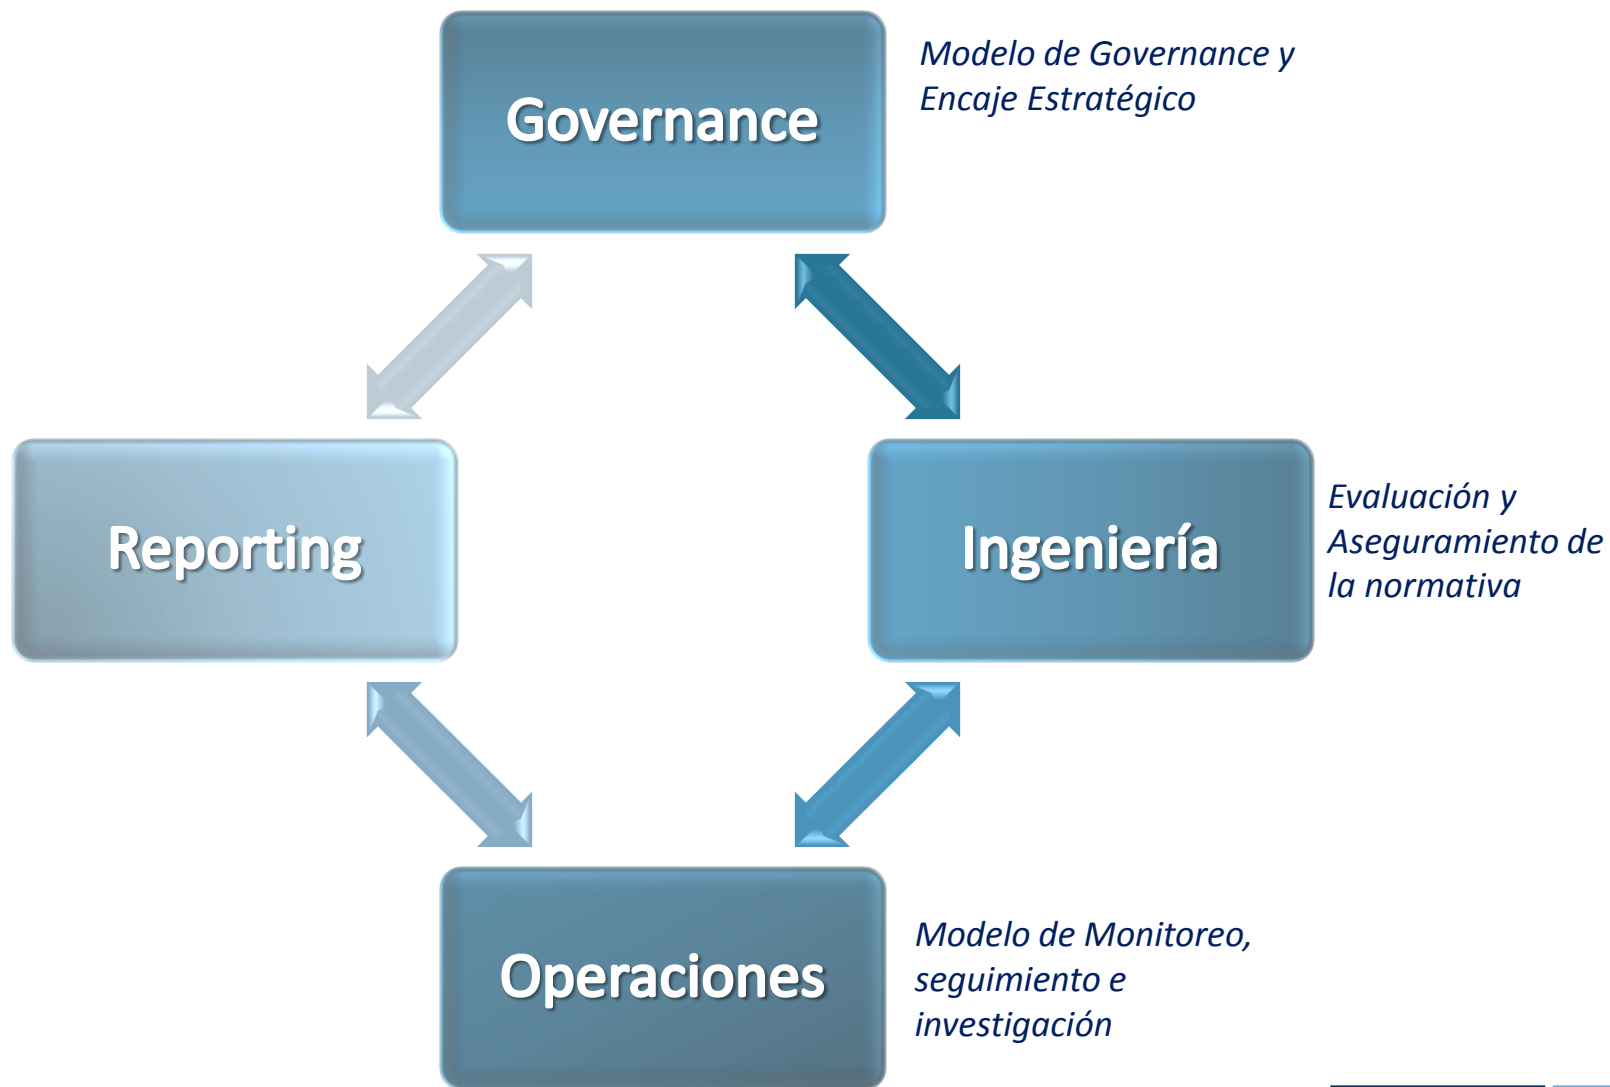 Governance
Modelo de Governance y
Encaje Estratégico
Reporting
Ingeniería
Evaluación y
Aseguramiento de
la normativa
Operaciones
Modelo de Monitoreo,
seguimiento e
investigación